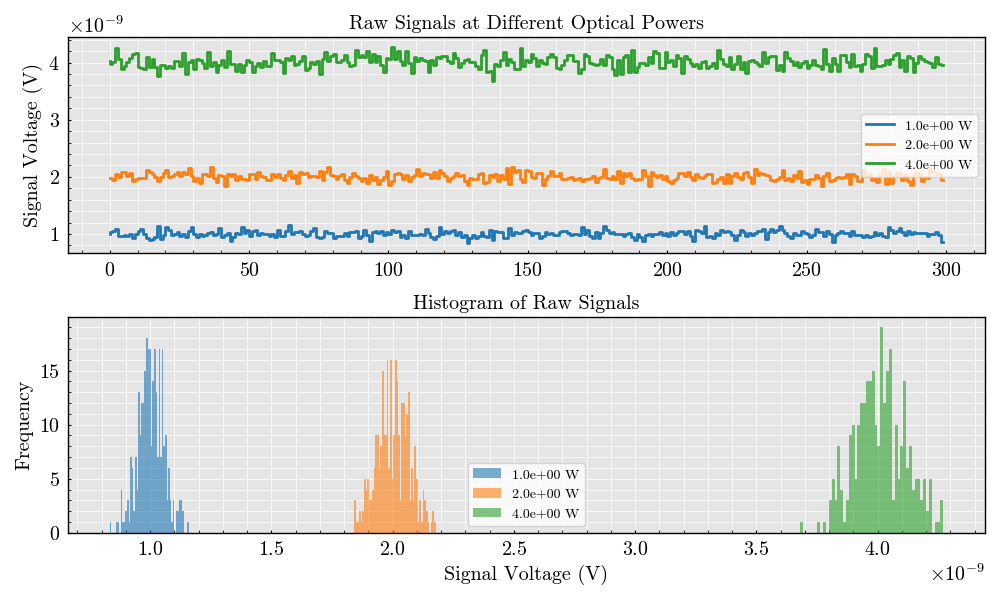 Raw Signals at Different Optical Powers
×10⁻⁹
Signal Voltage (V)
4
3
2
1
1.0e+00 W
2.0e+00 W
4.0e+00 W
0 50 100 150 200 250 300
Histogram of Raw Signals
Frequency
15
10
5
0
1.0e+00 W
2.0e+00 W
4.0e+00 W
1.0 1.5 2.0 2.5 3.0 3.5 4.0
Signal Voltage (V)
×10⁻⁹